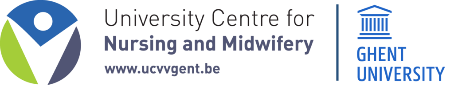 University Centre for
Nursing and Midwifery
www.ucvvgent.be
GHENT
UNIVERSITY